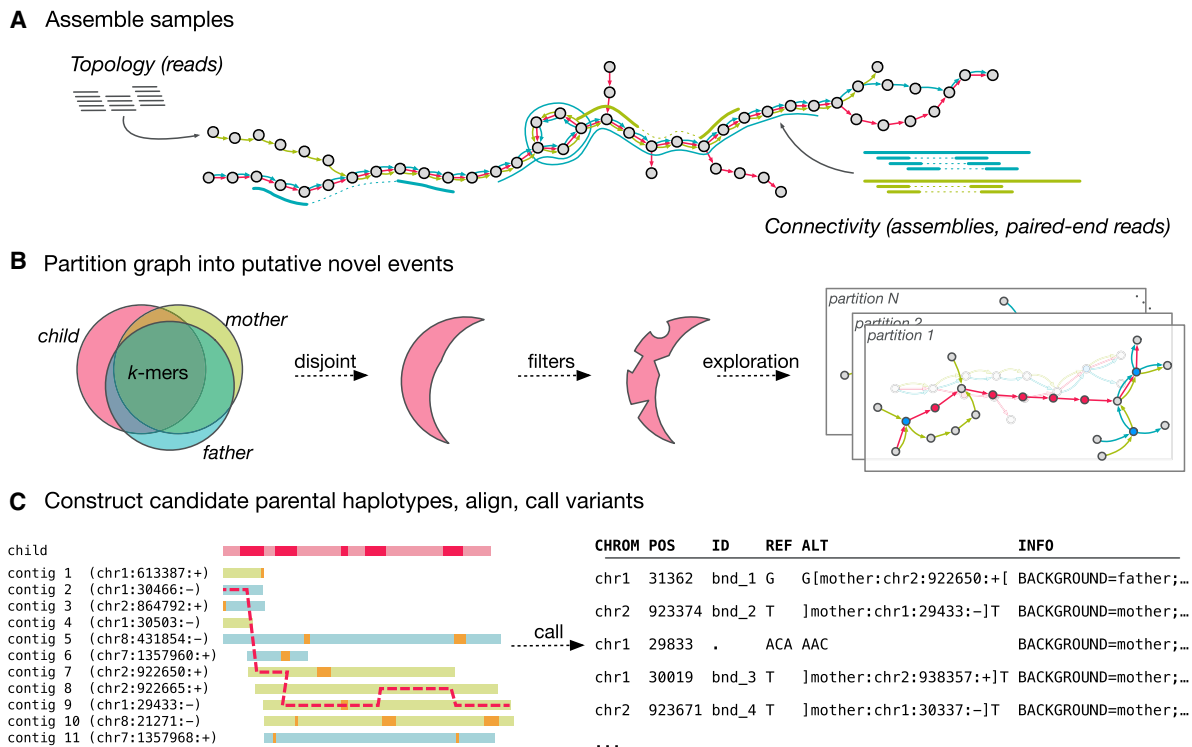 A Assemble samples
Topology (reads)
Connectivity (assemblies, paired-end reads)
B Partition graph into putative novel events
child
mother
k-mers
father
disjoint
filters
exploration
partition N
partition 2
partition 1
C Construct candidate parental haplotypes, align, call variants
child
contig 1 (chr1:613387:+)
contig 2 (chr1:30466:−)
contig 3 (chr2:864792:+)
contig 4 (chr1:30503:−)
contig 5 (chr8:431854:−)
contig 6 (chr7:1357960:+)
contig 7 (chr2:922650:+)
contig 8 (chr2:922665:+)
contig 9 (chr1:29433:−)
contig 10 (chr8:21271:−)
contig 11 (chr7:1357968:+)
call
CHROM POS ID REF ALT INFO
chr1 31362 bnd_1 G G[mother:chr2:922650:+[ BACKGROUND=father;…
chr2 923374 bnd_2 T ]mother:chr1:29433:−]T BACKGROUND=mother;…
chr1 29833 . ACA AAC BACKGROUND=mother;…
chr1 30019 bnd_3 T ]mother:chr2:938357:+]T BACKGROUND=mother;…
chr2 923671 bnd_4 T ]mother:chr1:30337:−]T BACKGROUND=mother;…
...